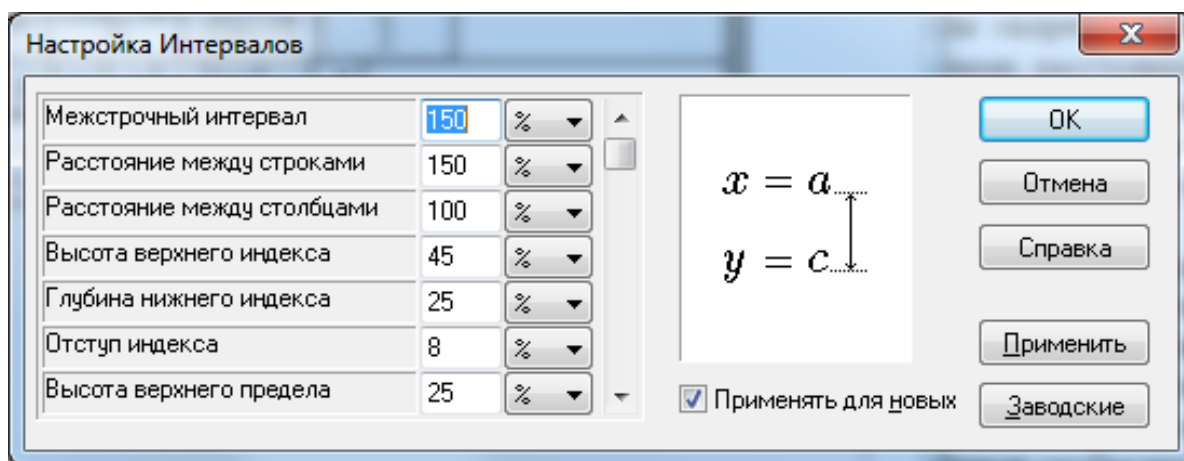 Настройка Интервалов
Межстрочный интервал 150 %
Расстояние между строками 150 %
Расстояние между столбцами 100 %
Высота верхнего индекса 45 %
Глубина нижнего индекса 25 %
Отступ индекса 8 %
Высота верхнего предела 25 %
x = a
y = c
Применять для новых
OK
Отмена
Справка
Применить
Заводские